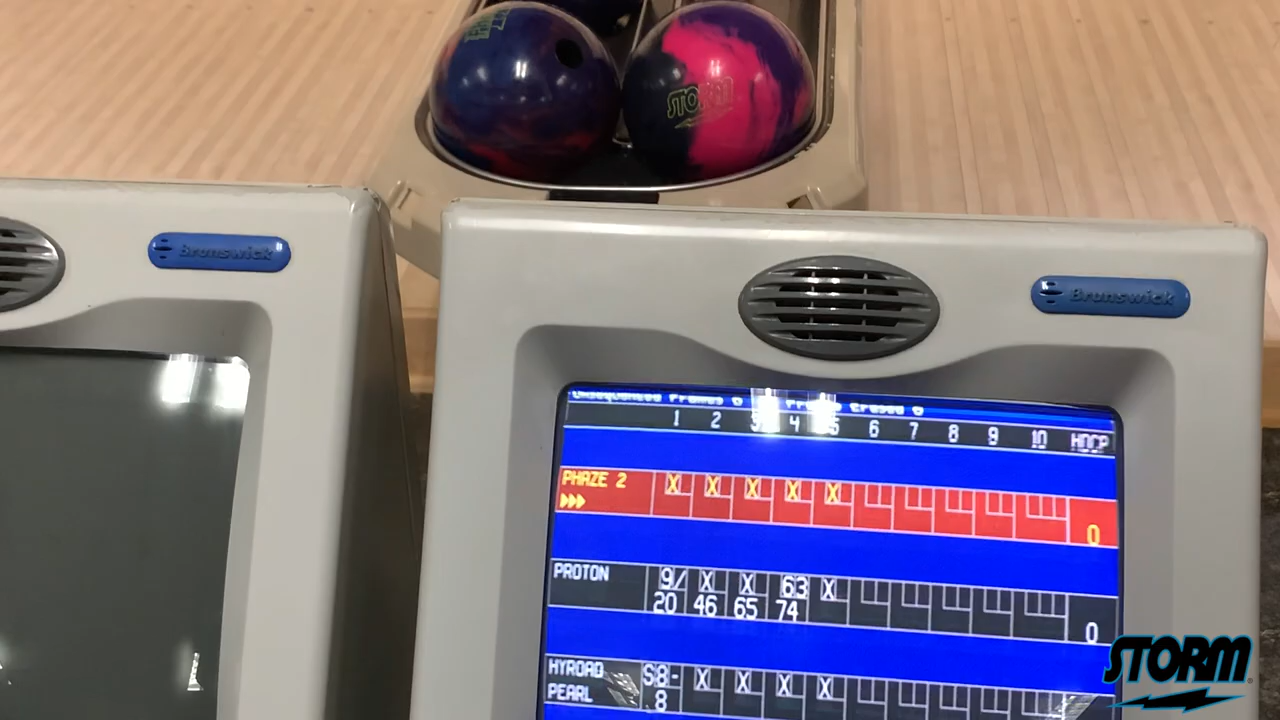 STORM
Brunswick
Brunswick
1 2 3 4 5 6 7 8 9 10 HDCP
PHAZE 2 X X X X X
0
PROTON 9/ X X 63 X
20 46 65 74
0
HYROAD S8- X X X X
PEARL 8
STORM